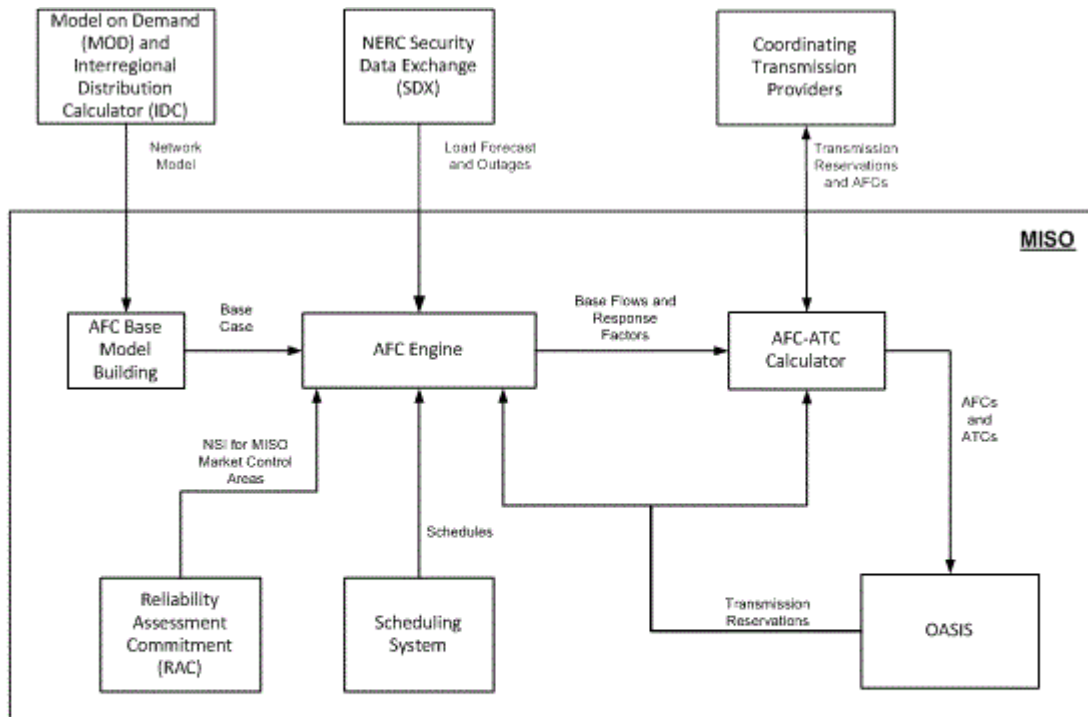 Model on Demand
(MOD) and
Interregional
Distribution
Calculator (IDC)
NERC Security
Data Exchange
(SDX)
Coordinating
Transmission
Providers
Network
Model
Load Forecast
and Outages
Transmission
Reservations
and AFCs
MISO
AFC Base
Model
Building
Base
Case
AFC Engine
Base Flows and
Response
Factors
AFC-ATC
Calculator
AFCs
and
ATCs
NSI for MISO
Market Control
Areas
Schedules
Reliability
Assessment
Commitment
(RAC)
Scheduling
System
Transmission
Reservations
OASIS